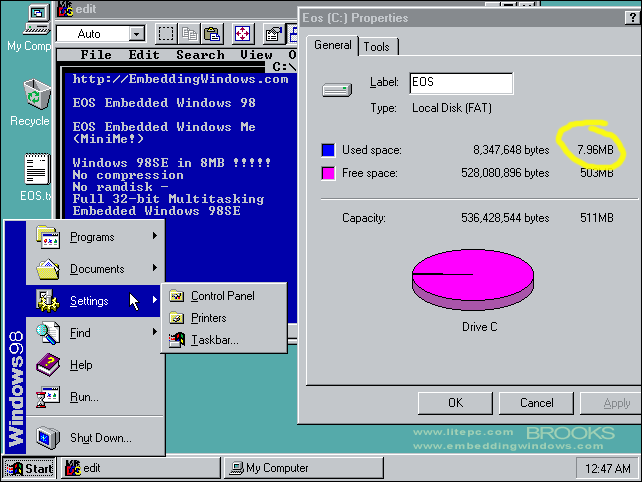 edit
My Comp
Recycle
EOS.tx
Auto
File Edit Search
C:\
http://EmbeddingWindows.com
EOS Embedded Windows 98
EOS Embedded Windows Me
(MiniMe!)
Windows 98SE in 8MB !!!!!
No compression
No ramdisk -
Full 32-bit Multitasking
Embedded Windows 98SE
Eos (C:) Properties
General Tools
Label: EOS
Type: Local Disk (FAT)
Used space: 8,347,648 bytes 7.96MB
Free space: 528,080,896 bytes 503MB
Capacity: 536,428,544 bytes 511MB
Drive C
OK Cancel Apply
Windows98
Programs
Documents
Settings
Find
Help
Run...
Shut Down...
Control Panel
Printers
Taskbar...
www.litepc.com BROOKS
www.embeddingwindows.com
Start edit My Computer 12:47 AM